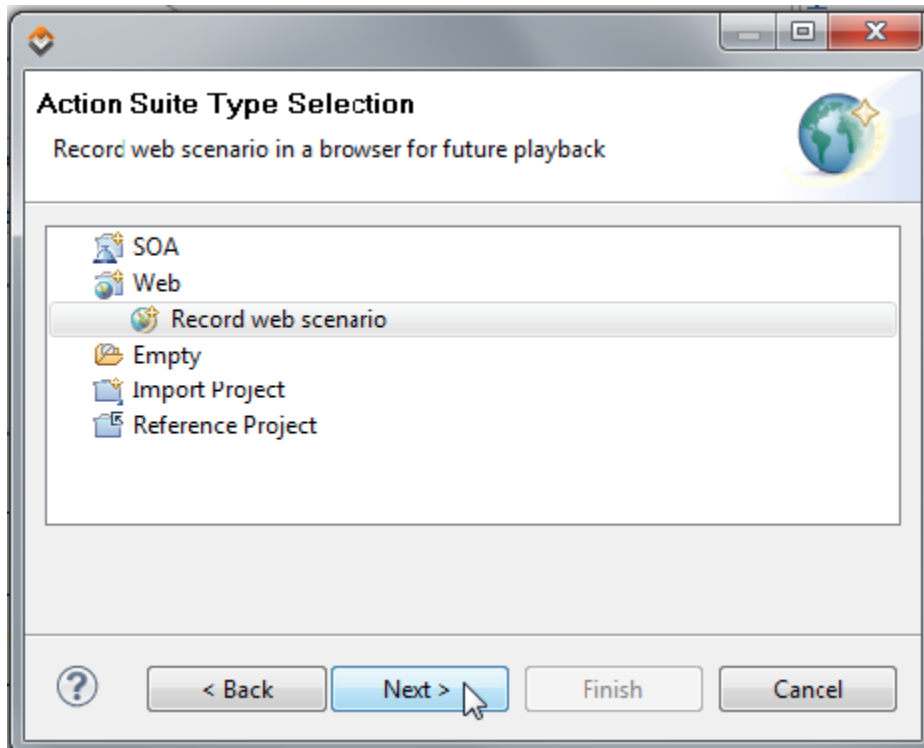 Action Suite Type Selection
Record web scenario in a browser for future playback
SOA
Web
Record web scenario
Empty
Import Project
Reference Project
? < Back Next > Finish Cancel